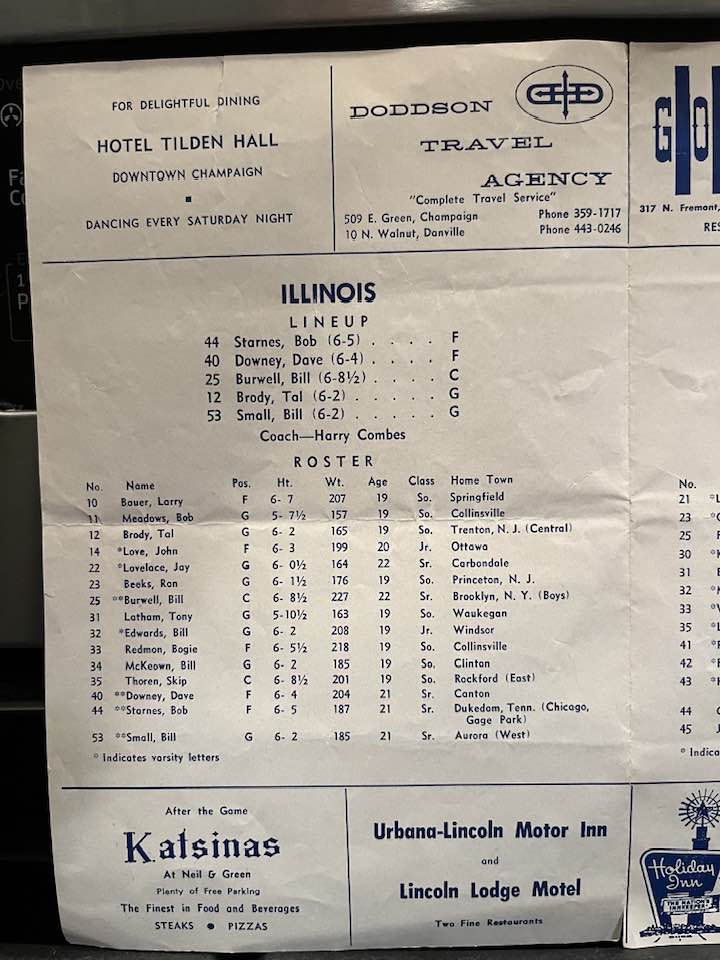 FOR DELIGHTFUL DINING
HOTEL TILDEN HALL
DOWNTOWN CHAMPAIGN
DANCING EVERY SATURDAY NIGHT
DODDSON
TRAVEL
AGENCY
"Complete Travel Service"
509 E. Green, Champaign Phone 359-1717
10 N. Walnut, Danville Phone 443-0246
317 N. Fremont,
ILLINOIS
LINEUP
44 Starnes, Bob (6-5) . . . . F
40 Downey, Dave (6-4) . . . . F
25 Burwell, Bill (6-8½) . . . . C
12 Brody, Tal (6-2) . . . . . G
53 Small, Bill (6-2) . . . . . G
Coach—Harry Combes
ROSTER
No. Name Pos. Ht. Wt. Age Class Home Town
10 Bauer, Larry F 6- 7 207 19 So. Springfield
11 Meadows, Bob G 5- 7½ 157 19 So. Collinsville
12 Brody, Tal G 6- 2 165 19 So. Trenton, N. J. (Central)
14 *Love, John F 6- 3 199 20 Jr. Ottawa
22 *Lovelace, Jay G 6- 0½ 164 22 Sr. Carbondale
23 Beeks, Ron G 6- 1½ 176 19 So. Princeton, N. J.
25 **Burwell, Bill C 6- 8½ 227 22 Sr. Brooklyn, N. Y. (Boys)
31 Latham, Tony G 5-10½ 163 19 So. Waukegan
32 *Edwards, Bill G 6- 2 208 19 Jr. Windsor
33 Redmon, Bogie F 6- 5½ 218 19 So. Collinsville
34 McKeown, Bill G 6- 2 185 19 So. Clinton
35 Thoren, Skip C 6- 8½ 201 19 So. Rockford (East)
40 **Downey, Dave F 6- 4 204 21 Sr. Canton
44 **Starnes, Bob F 6- 5 187 21 Sr. Dukedom, Tenn. (Chicago,
Gage Park)
53 **Small, Bill G 6- 2 185 21 Sr. Aurora (West)
* Indicates varsity letters
No.
21
23
25
30
31
32
33
35
41
42
43
44
45
After the Game
Katsinas
At Neil & Green
Plenty of Free Parking
The Finest in Food and Beverages
STEAKS ● PIZZAS
Urbana-Lincoln Motor Inn
and
Lincoln Lodge Motel
Two Fine Restaurants
Holiday
Inn
THE NATION'S
INNKEEPER